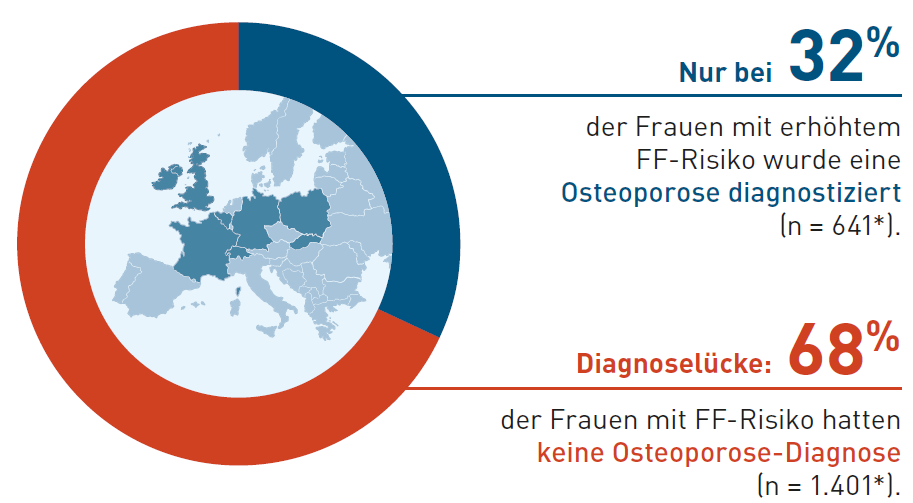 Nur bei 32%
der Frauen mit erhöhtem
FF-Risiko wurde eine
Osteoporose diagnostiziert
(n = 641*).
Diagnoselücke: 68%
der Frauen mit FF-Risiko hatten
keine Osteoporose-Diagnose
(n = 1.401*).